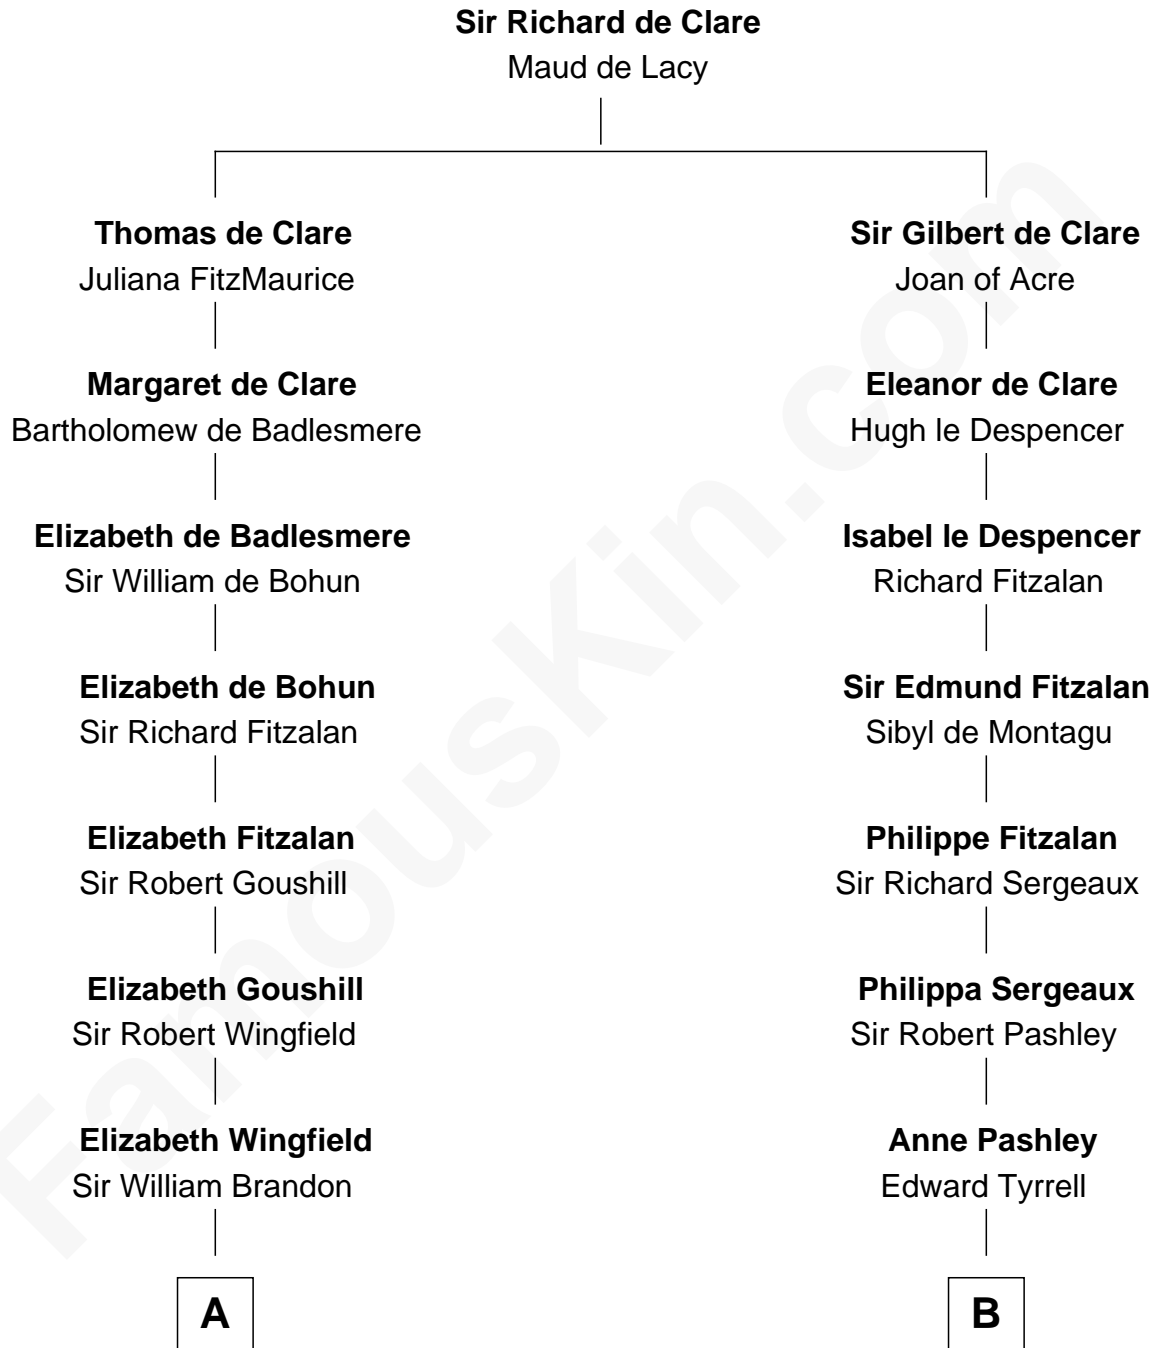 Sir Richard de Clare
Maud de Lacy
Thomas de Clare
Juliana FitzMaurice
Sir Gilbert de Clare
Joan of Acre
Margaret de Clare
Bartholomew de Badlesmere
Eleanor de Clare
Hugh le Despencer
Elizabeth de Badlesmere
Sir William de Bohun
Isabel le Despencer
Richard Fitzalan
Elizabeth de Bohun
Sir Richard Fitzalan
Sir Edmund Fitzalan
Sibyl de Montagu
Elizabeth Fitzalan
Sir Robert Goushill
Philippe Fitzalan
Sir Richard Sergeaux
Elizabeth Goushill
Sir Robert Wingfield
Philippa Sergeaux
Sir Robert Pashley
Elizabeth Wingfield
Sir William Brandon
Anne Pashley
Edward Tyrrell
A
B
FamousKin.com